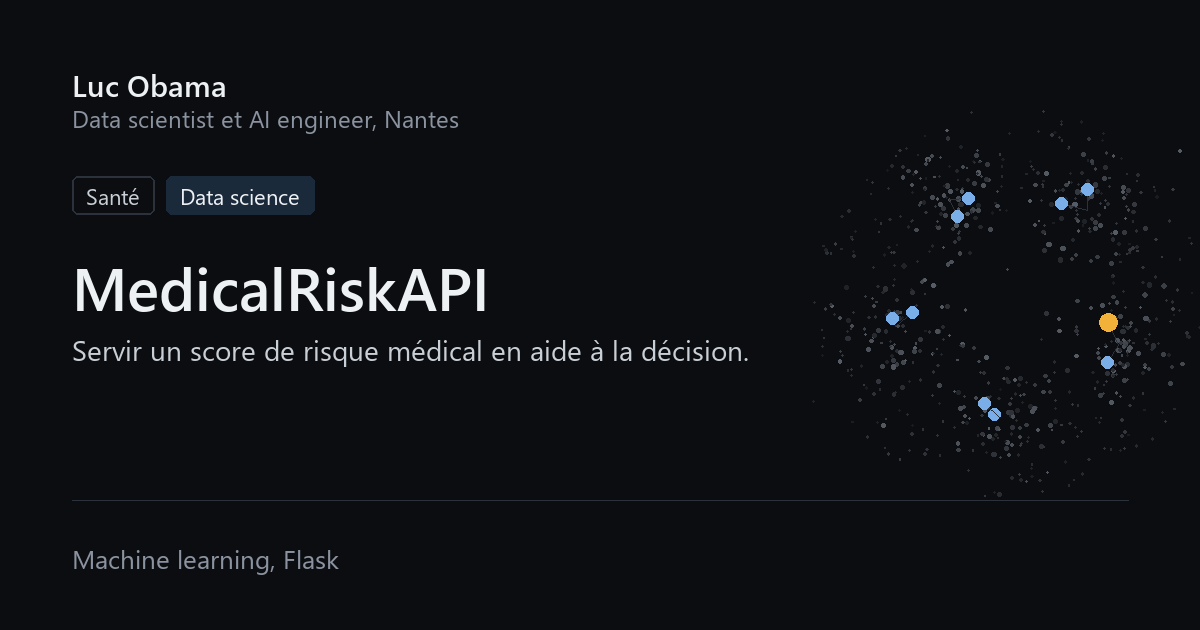 Luc Obama
Data scientist et AI engineer, Nantes
Santé
Data science
MedicalRiskAPI
Servir un score de risque médical en aide à la décision.
Machine learning, Flask